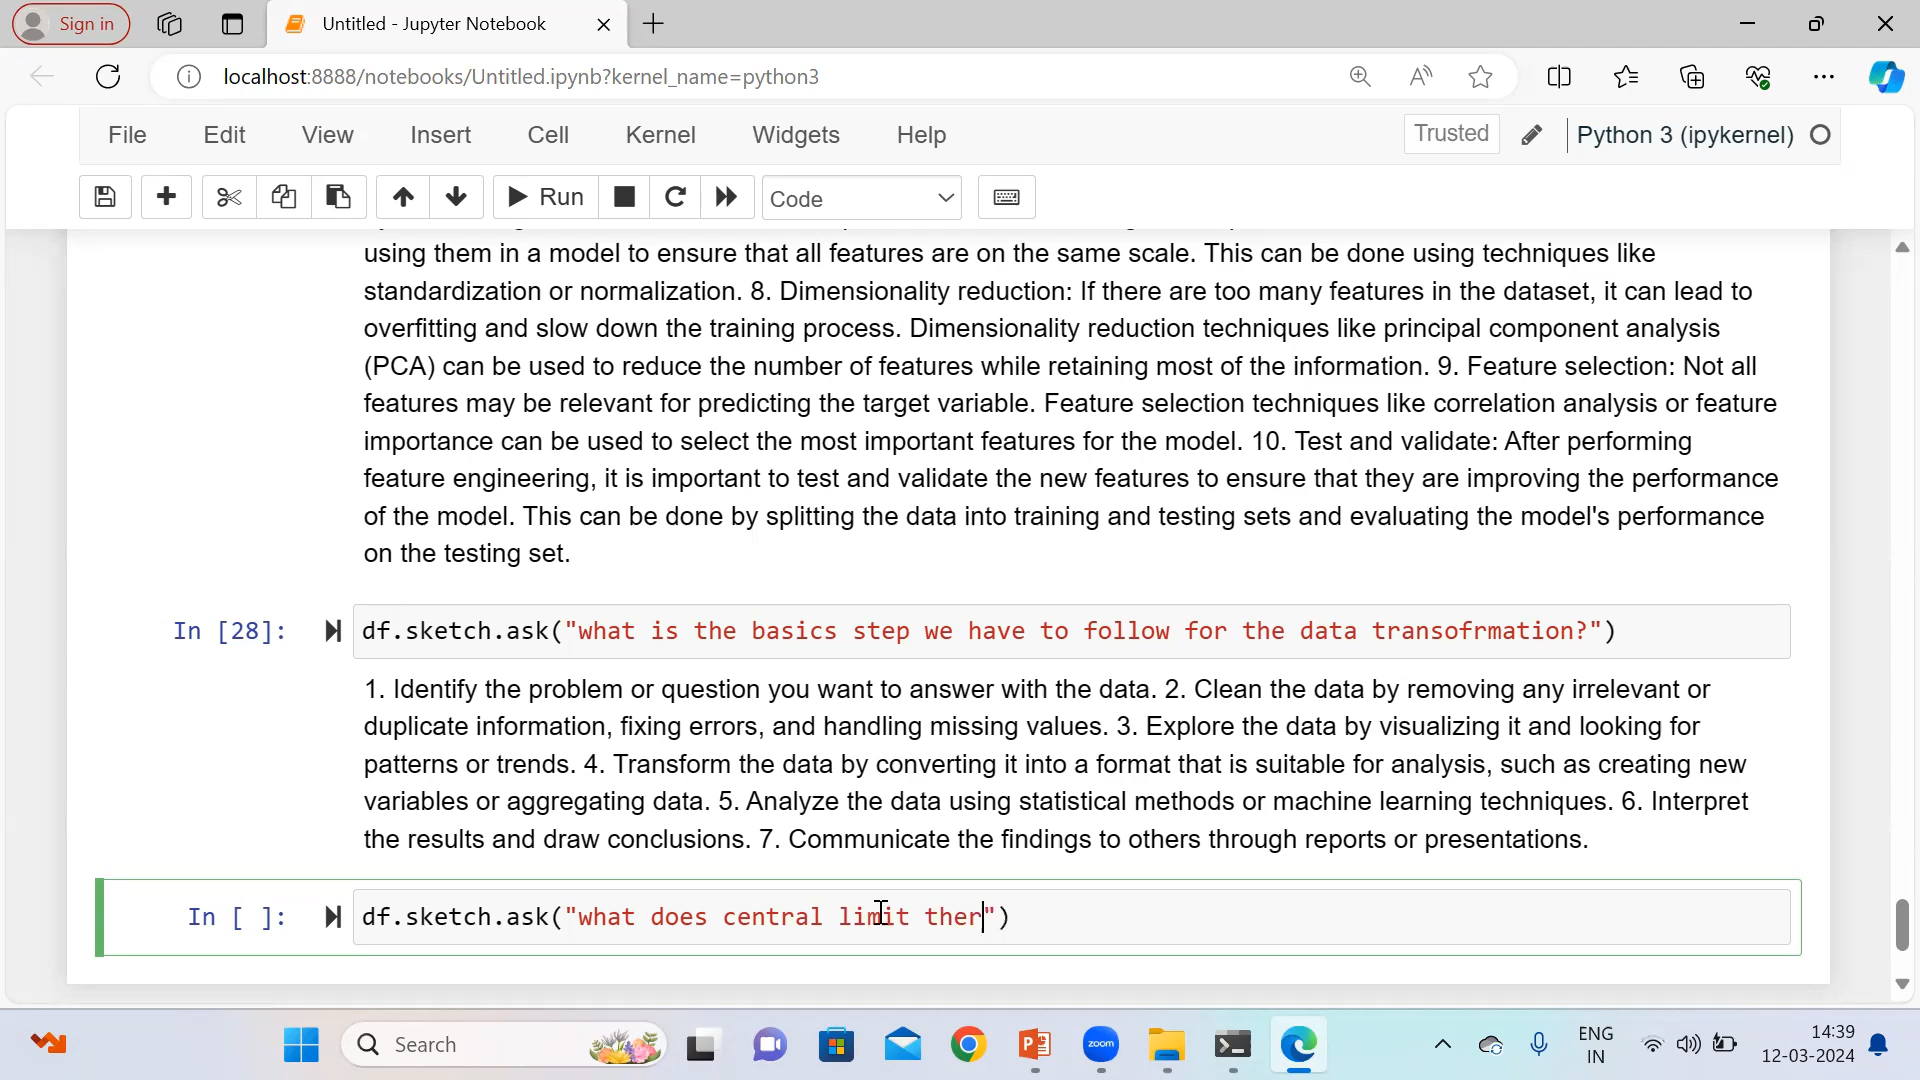 Sign in
Untitled - Jupyter Notebook
localhost:8888/notebooks/Untitled.ipynb?kernel_name=python3
File Edit View Insert Cell Kernel Widgets Help Trusted Python 3 (ipykernel)
Run Code
using them in a model to ensure that all features are on the same scale. This can be done using techniques like
standardization or normalization. 8. Dimensionality reduction: If there are too many features in the dataset, it can lead to
overfitting and slow down the training process. Dimensionality reduction techniques like principal component analysis
(PCA) can be used to reduce the number of features while retaining most of the information. 9. Feature selection: Not all
features may be relevant for predicting the target variable. Feature selection techniques like correlation analysis or feature
importance can be used to select the most important features for the model. 10. Test and validate: After performing
feature engineering, it is important to test and validate the new features to ensure that they are improving the performance
of the model. This can be done by splitting the data into training and testing sets and evaluating the model's performance
on the testing set.
In [28]: df.sketch.ask("what is the basics step we have to follow for the data transofrmation?")
1. Identify the problem or question you want to answer with the data. 2. Clean the data by removing any irrelevant or
duplicate information, fixing errors, and handling missing values. 3. Explore the data by visualizing it and looking for
patterns or trends. 4. Transform the data by converting it into a format that is suitable for analysis, such as creating new
variables or aggregating data. 5. Analyze the data using statistical methods or machine learning techniques. 6. Interpret
the results and draw conclusions. 7. Communicate the findings to others through reports or presentations.
In [ ]: df.sketch.ask("what does central limit ther")
Search
zoom
ENG
IN
14:39
12-03-2024